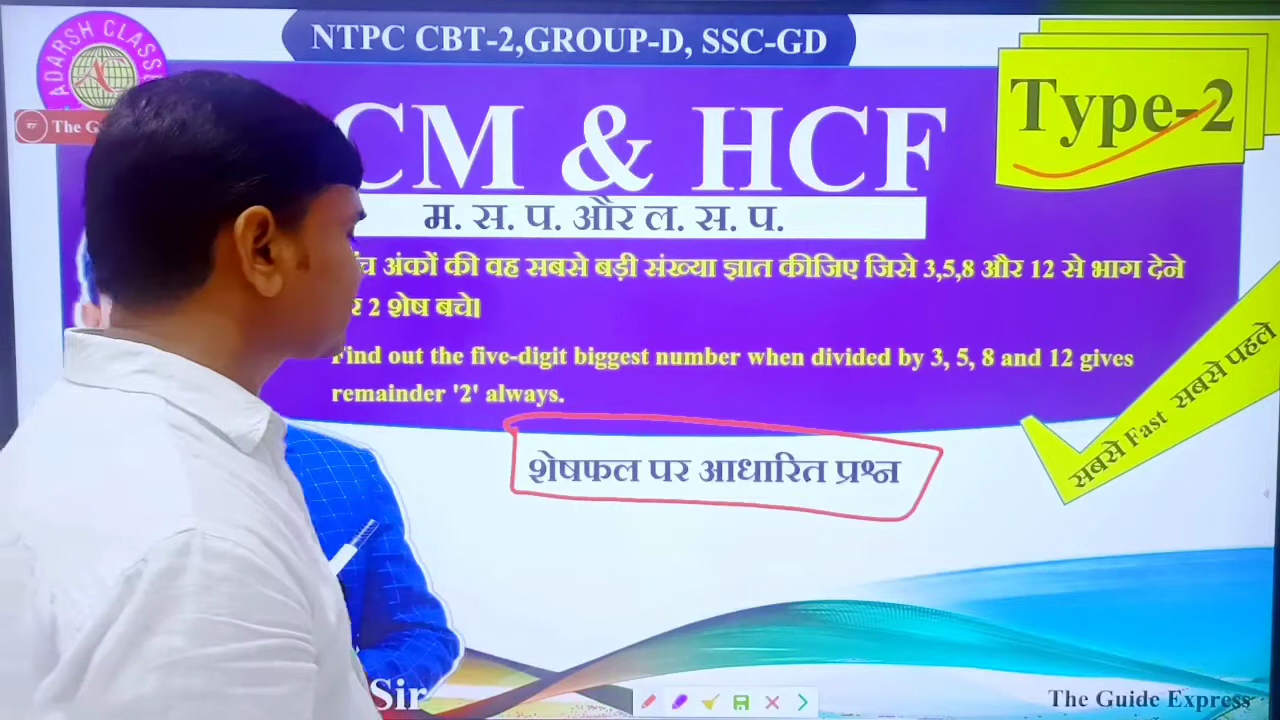 NTPC CBT-2,GROUP-D, SSC-GD
ADARSH
Type-2
CM & HCF
म. स. प. और ल. स. प.
अंकों की वह सबसे बड़ी संख्या ज्ञात कीजिए जिसे 3,5,8 और 12 से भाग देने
2 शेष बचे।
Find out the five-digit biggest number when divided by 3, 5, 8 and 12 gives
remainder '2' always.
शेषफल पर आधारित प्रश्न
सबसे Fast सबसे पहले
Sir
The Guide Express